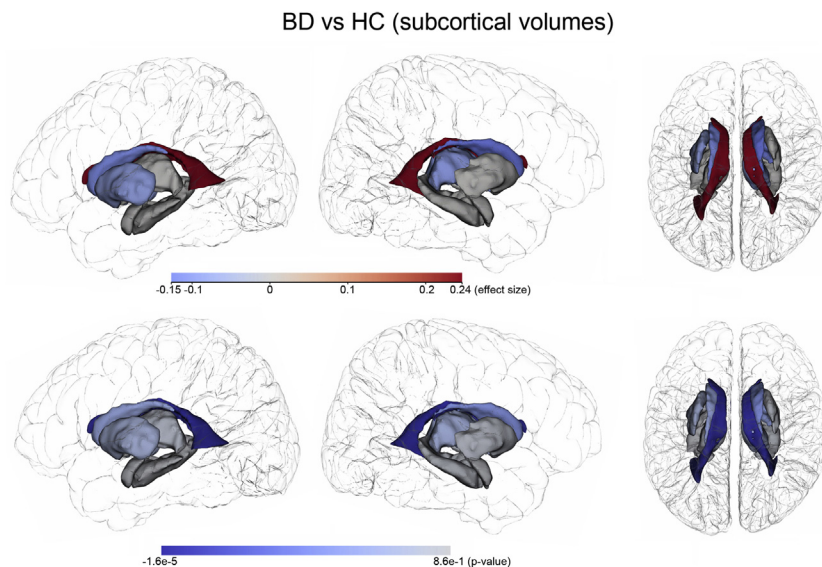 BD vs HC (subcortical volumes)
-0.15 -0.1 0 0.1 0.2 0.24 (effect size)
-1.6e-5 8.6e-1 (p-value)